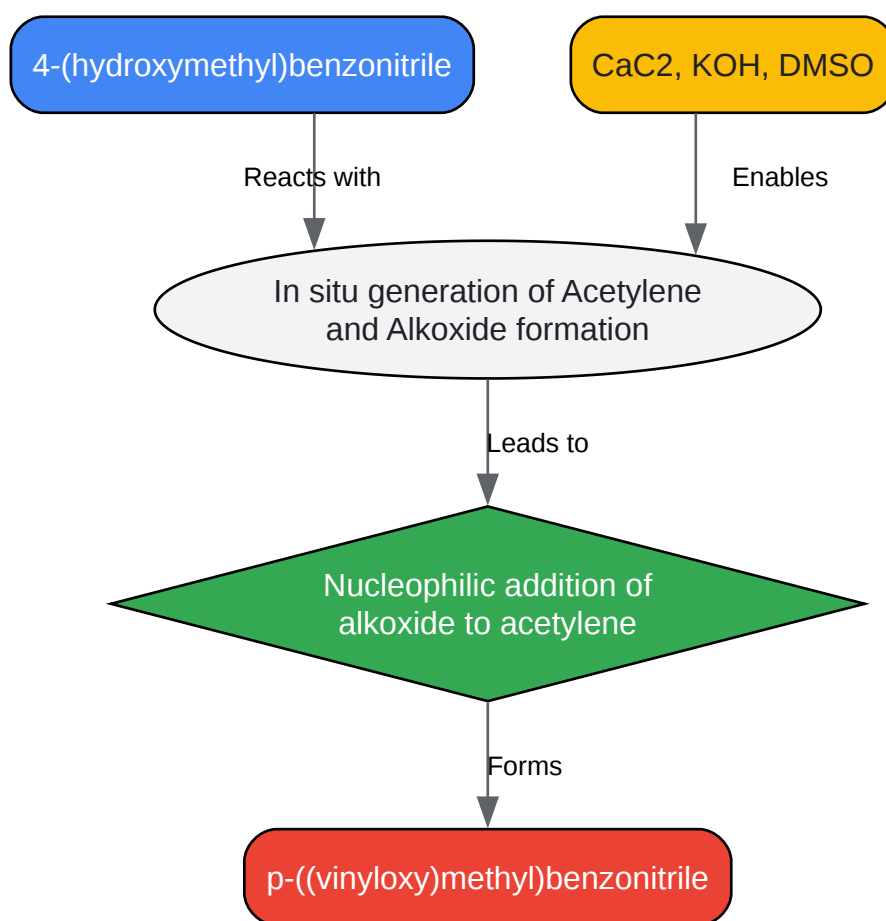 4-(hydroxymethyl)benzonitrile
CaC2, KOH, DMSO
Reacts with
Enables
In situ generation of Acetylene
and Alkoxide formation
Leads to
Nucleophilic addition of
alkoxide to acetylene
Forms
p-((vinyloxy)methyl)benzonitrile